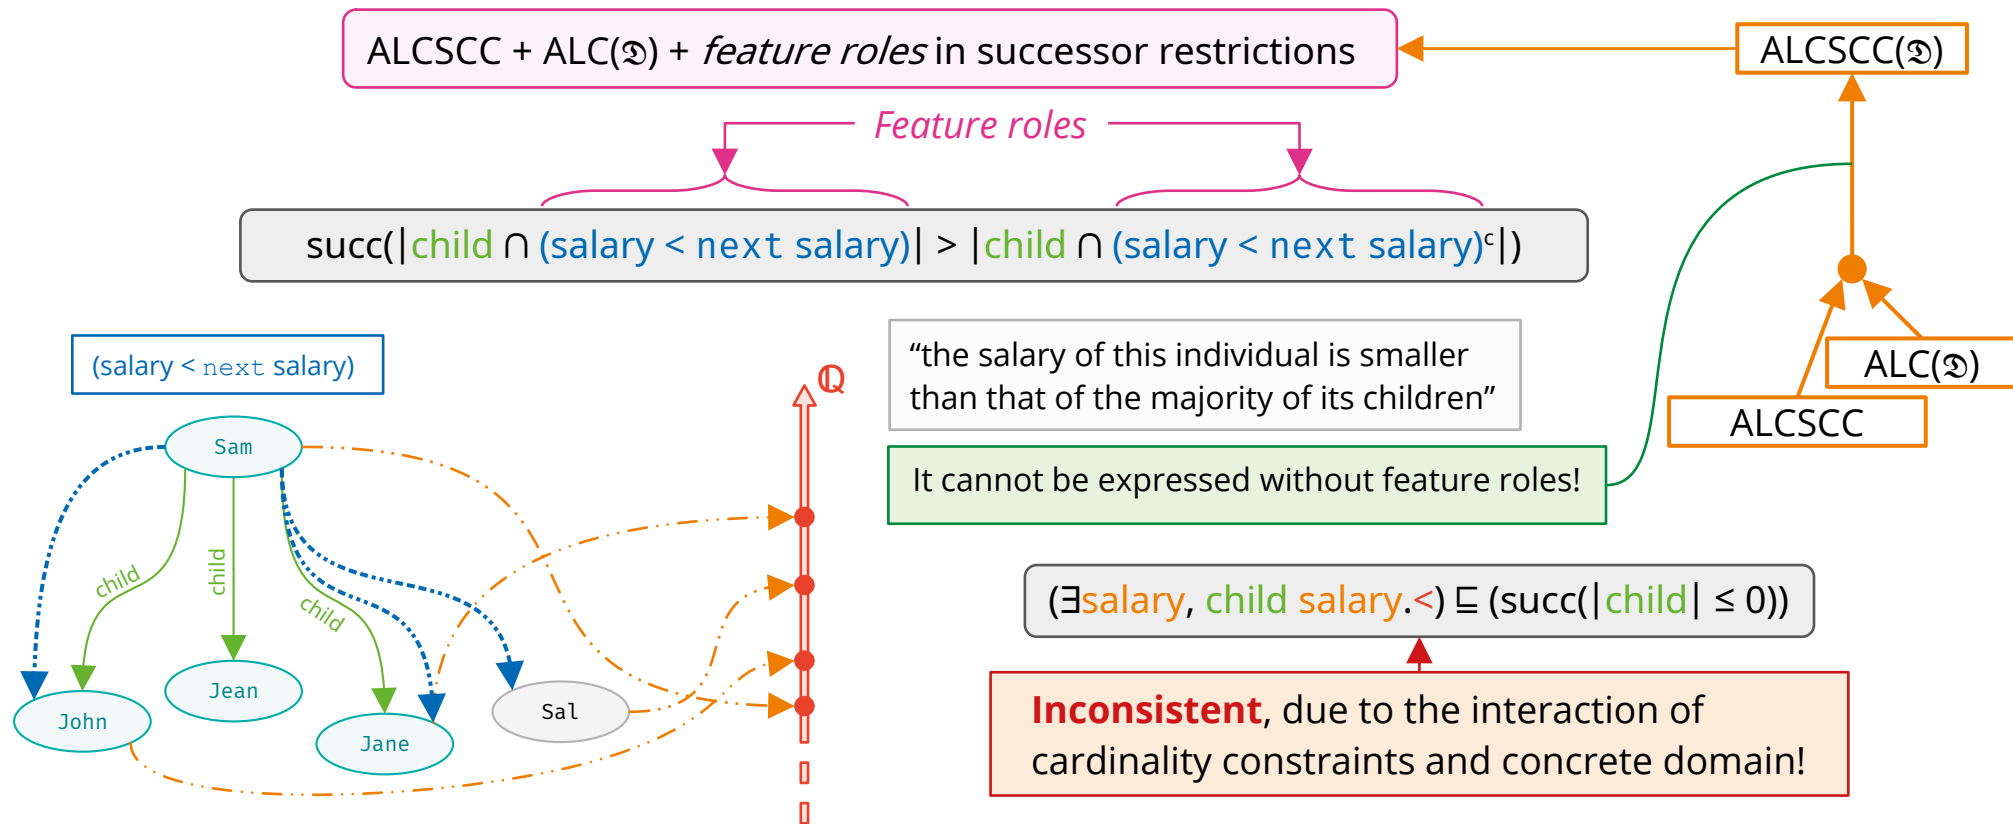 ALCSCC + ALC(𝔇) + feature roles in successor restrictions
ALCSCC(𝔇)
Feature roles
succ(|child ∩ (salary < next salary)| > |child ∩ (salary < next salary)ᶜ|)
(salary < next salary)
ℚ
“the salary of this individual is smaller
than that of the majority of its children”
ALC(𝔇)
ALCSCC
Sam
It cannot be expressed without feature roles!
child
child
child
(∃salary, child salary.<) ⊑ (succ(|child| ≤ 0))
Jean
John
Jane
Sal
Inconsistent, due to the interaction of
cardinality constraints and concrete domain!